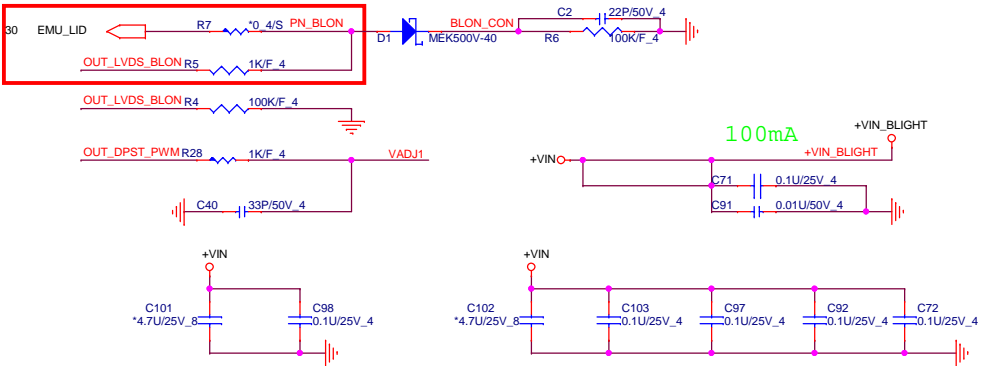 30 EMU_LID R7 *0_4/S PN_BLON BLON_CON C2 22P/50V_4
D1 MEK500V-40 R6 100K/F_4
OUT_LVDS_BLON R5 1K/F_4
OUT_LVDS_BLON R4 100K/F_4
100mA +VIN_BLIGHT
OUT_DPST_PWM R28 1K/F_4 VADJ1 +VIN +VIN_BLIGHT
C71 0.1U/25V_4
C40 33P/50V_4 C91 0.01U/50V_4
+VIN +VIN
C101 C98 C102 C103 C97 C92 C72
*4.7U/25V_8 0.1U/25V_4 *4.7U/25V_8 0.1U/25V_4 0.1U/25V_4 0.1U/25V_4 0.1U/25V_4